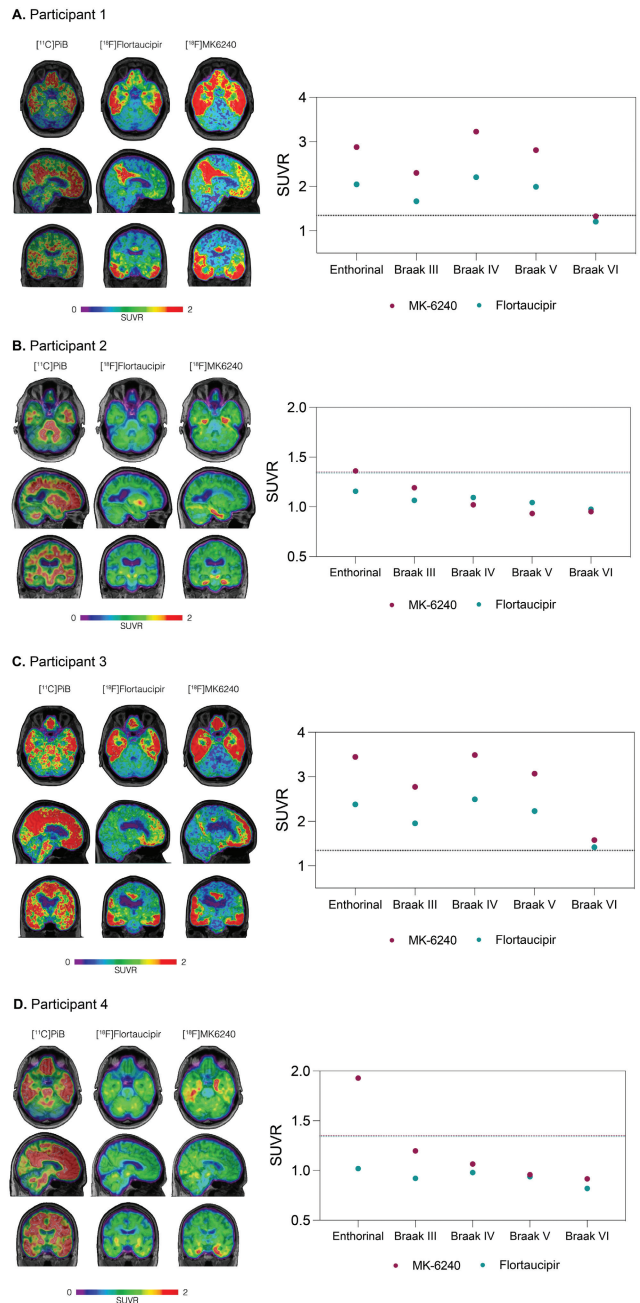 A. Participant 1
[¹¹C]PiB [¹⁸F]Flortaucipir [¹⁸F]MK6240
0 2
SUVR
4
3
2
1
SUVR
Enthorinal Braak III Braak IV Braak V Braak VI
MK-6240 Flortaucipir
B. Participant 2
[¹¹C]PiB [¹⁸F]Flortaucipir [¹⁸F]MK6240
0 2
SUVR
2.0
1.5
1.0
0.5
SUVR
Enthorinal Braak III Braak IV Braak V Braak VI
MK-6240 Flortaucipir
C. Participant 3
[¹¹C]PiB [¹⁸F]Flortaucipir [¹⁸F]MK6240
0 2
SUVR
4
3
2
1
SUVR
Enthorinal Braak III Braak IV Braak V Braak VI
MK-6240 Flortaucipir
D. Participant 4
[¹¹C]PiB [¹⁸F]Flortaucipir [¹⁸F]MK6240
0 2
SUVR
2.0
1.5
1.0
0.5
SUVR
Enthorinal Braak III Braak IV Braak V Braak VI
MK-6240 Flortaucipir